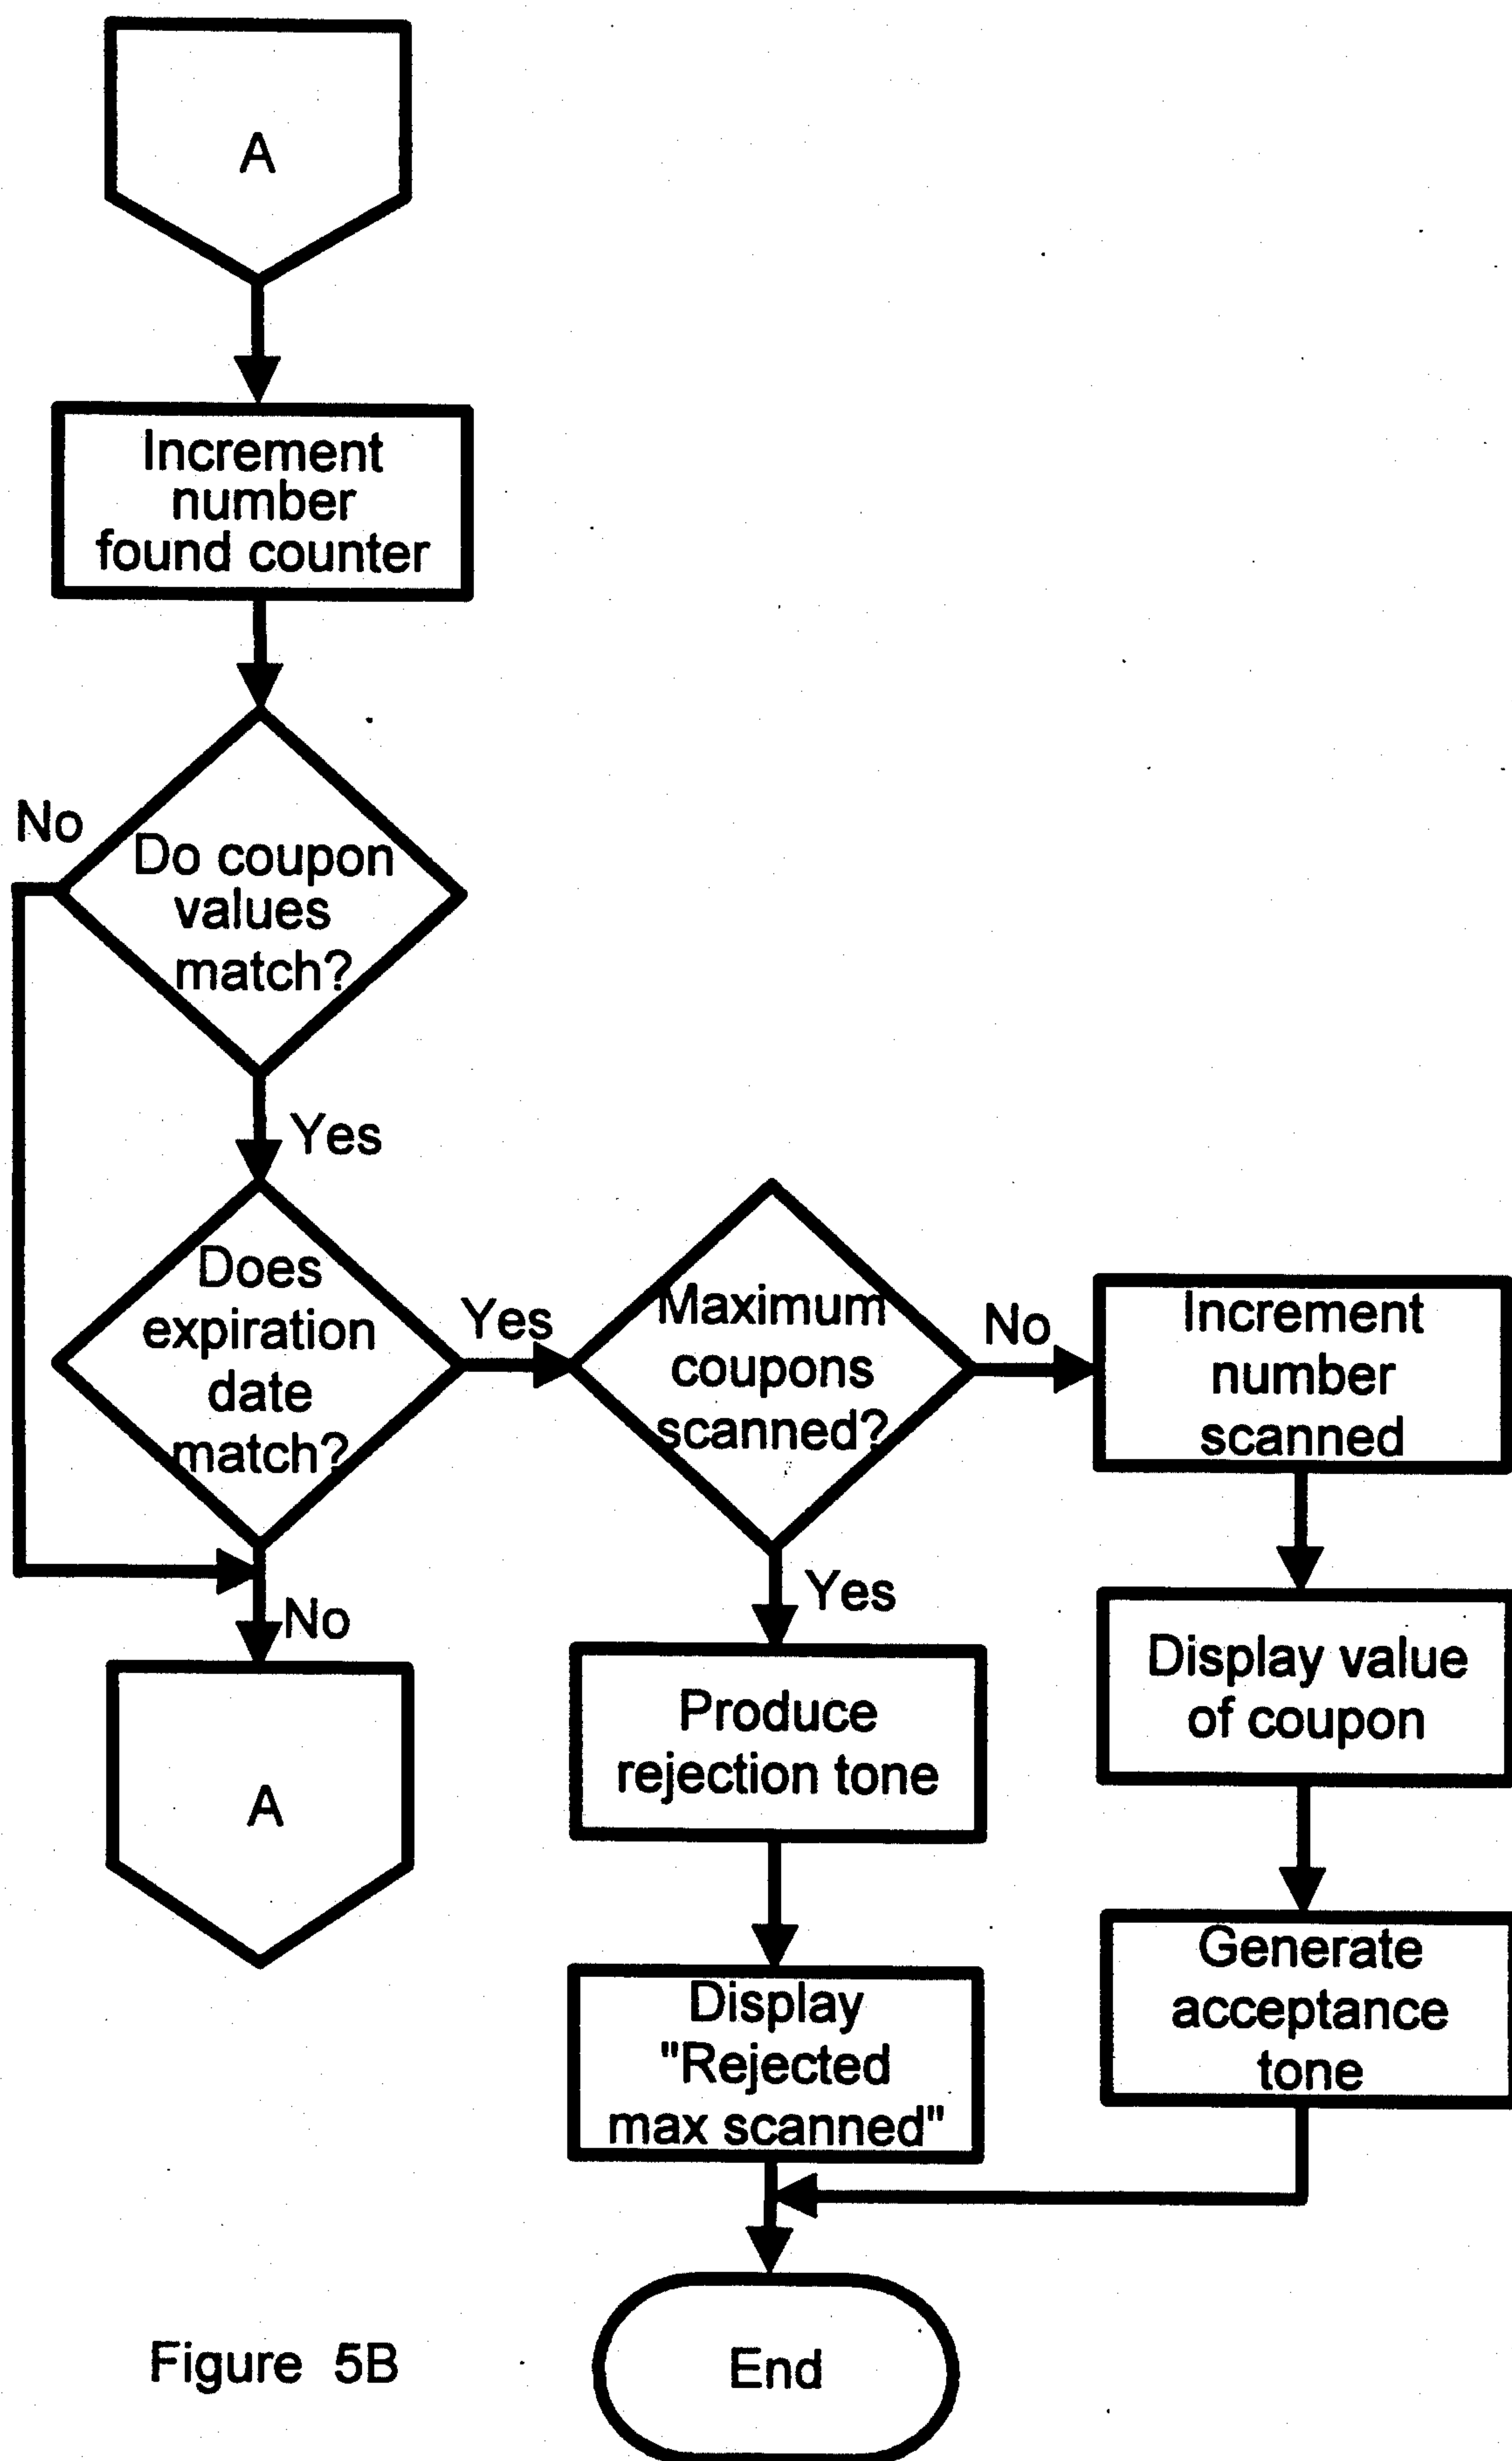 A
Increment
number
found counter
No
Do coupon
values
match?
Yes
Does
expiration
date
match?
Yes
Maximum
coupons
scanned?
No
Increment
number
scanned
No
Yes
A
Produce
rejection tone
Display value
of coupon
Display
"Rejected
max scanned"
Generate
acceptance
tone
Figure 5B
End